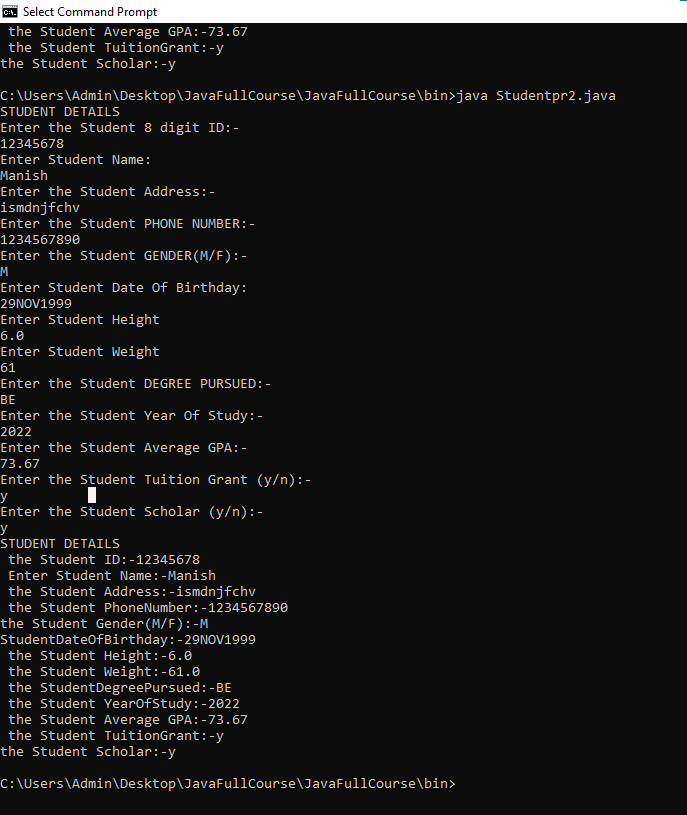 Select Command Prompt
 the Student Average GPA:-73.67
 the Student TuitionGrant:-y
the Student Scholar:-y
C:\Users\Admin\Desktop\JavaFullCourse\JavaFullCourse\bin>java Studentpr2.java
STUDENT DETAILS
Enter the Student 8 digit ID:-
12345678
Enter Student Name:
Manish
Enter the Student Address:-
ismdnjfchv
Enter the Student PHONE NUMBER:-
1234567890
Enter the Student GENDER(M/F):-
M
Enter Student Date Of Birthday:
29NOV1999
Enter Student Height
6.0
Enter Student Weight
61
Enter the Student DEGREE PURSUED:-
BE
Enter the Student Year Of Study:-
2022
Enter the Student Average GPA:-
73.67
Enter the Student Tuition Grant (y/n):-
y
Enter the Student Scholar (y/n):-
y
STUDENT DETAILS
 the Student ID:-12345678
 Enter Student Name:-Manish
 the Student Address:-ismdnjfchv
 the Student PhoneNumber:-1234567890
the Student Gender(M/F):-M
StudentDateOfBirthday:-29NOV1999
 the Student Height:-6.0
 the Student Weight:-61.0
 the StudentDegreePursued:-BE
 the Student YearOfStudy:-2022
 the Student Average GPA:-73.67
 the Student TuitionGrant:-y
the Student Scholar:-y
C:\Users\Admin\Desktop\JavaFullCourse\JavaFullCourse\bin>